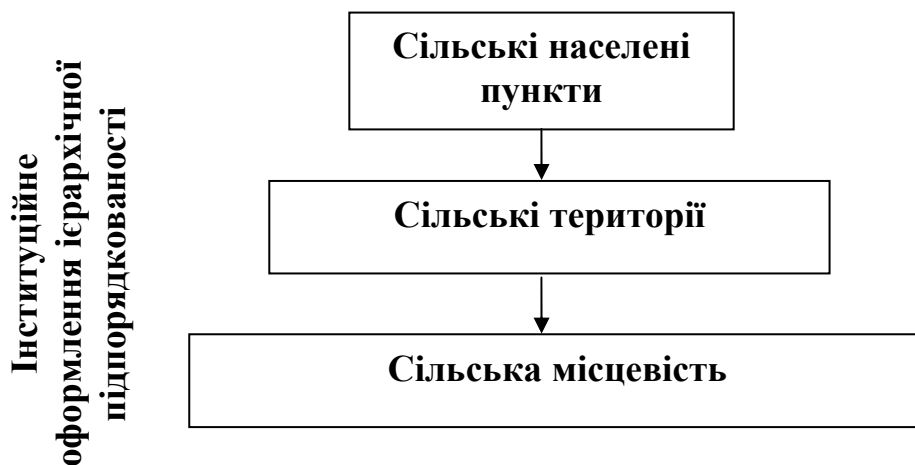 Інституційне
оформлення ієрархічної
підпорядкованості
Сільські населені
пункти
Сільські території
Сільська місцевість